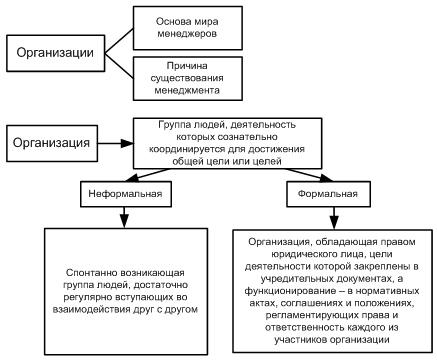 Организации
Основа мира
менеджеров
Причина
существования
менеджмента
Организация
Группа людей, деятельность
которых сознательно
координируется для достижения
общей цели или целей
Неформальная
Формальная
Спонтанно возникающая
группа людей, достаточно
регулярно вступающих во
взаимодействия друг с другом
Организация, обладающая правом
юридического лица, цели
деятельности которой закреплены в
учредительных документах, а
функционирование – в нормативных
актах, соглашениях и положениях,
регламентирующих права и
ответственность каждого из
участников организации